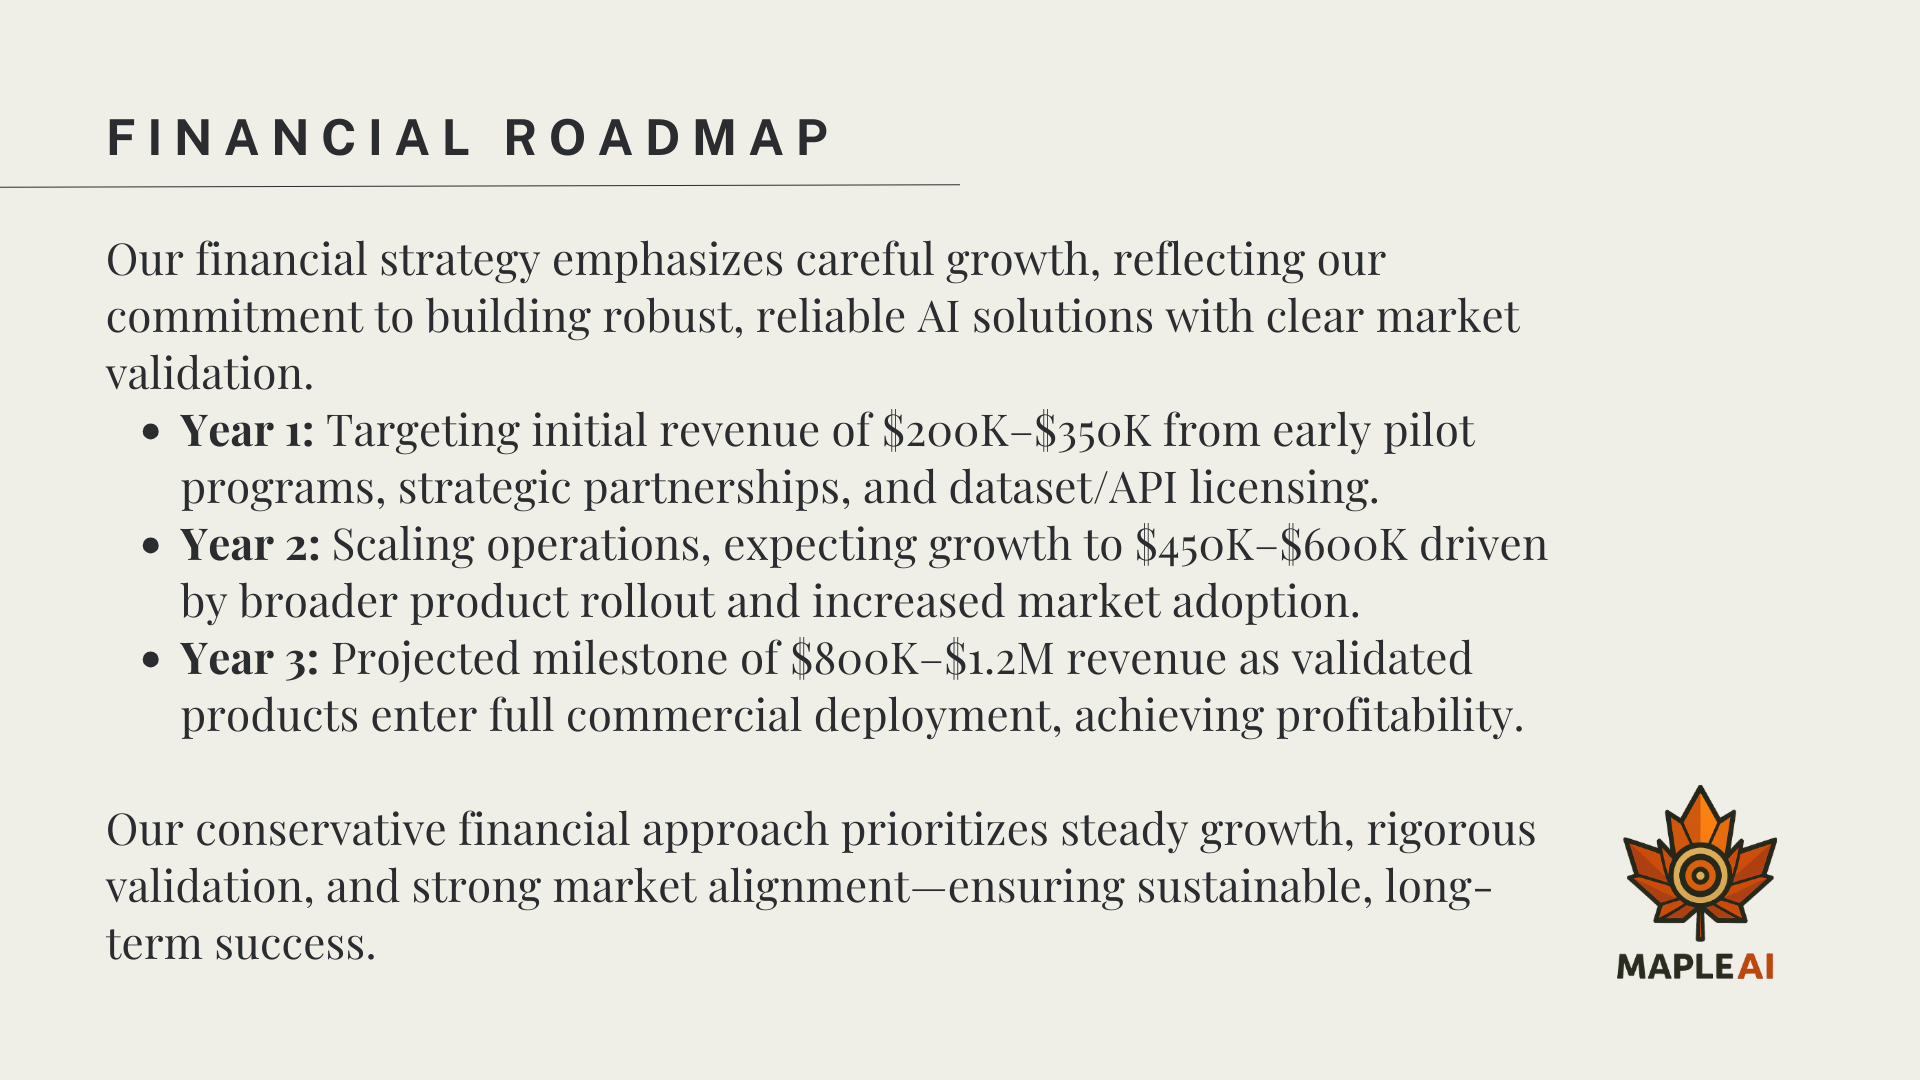 FINANCIAL ROADMAP
Our financial strategy emphasizes careful growth, reflecting our
commitment to building robust, reliable AI solutions with clear market
validation.
• Year 1: Targeting initial revenue of $200K–$350K from early pilot
programs, strategic partnerships, and dataset/API licensing.
• Year 2: Scaling operations, expecting growth to $450K–$600K driven
by broader product rollout and increased market adoption.
• Year 3: Projected milestone of $800K–$1.2M revenue as validated
products enter full commercial deployment, achieving profitability.
Our conservative financial approach prioritizes steady growth, rigorous
validation, and strong market alignment—ensuring sustainable, long-
term success.
MAPLEAI